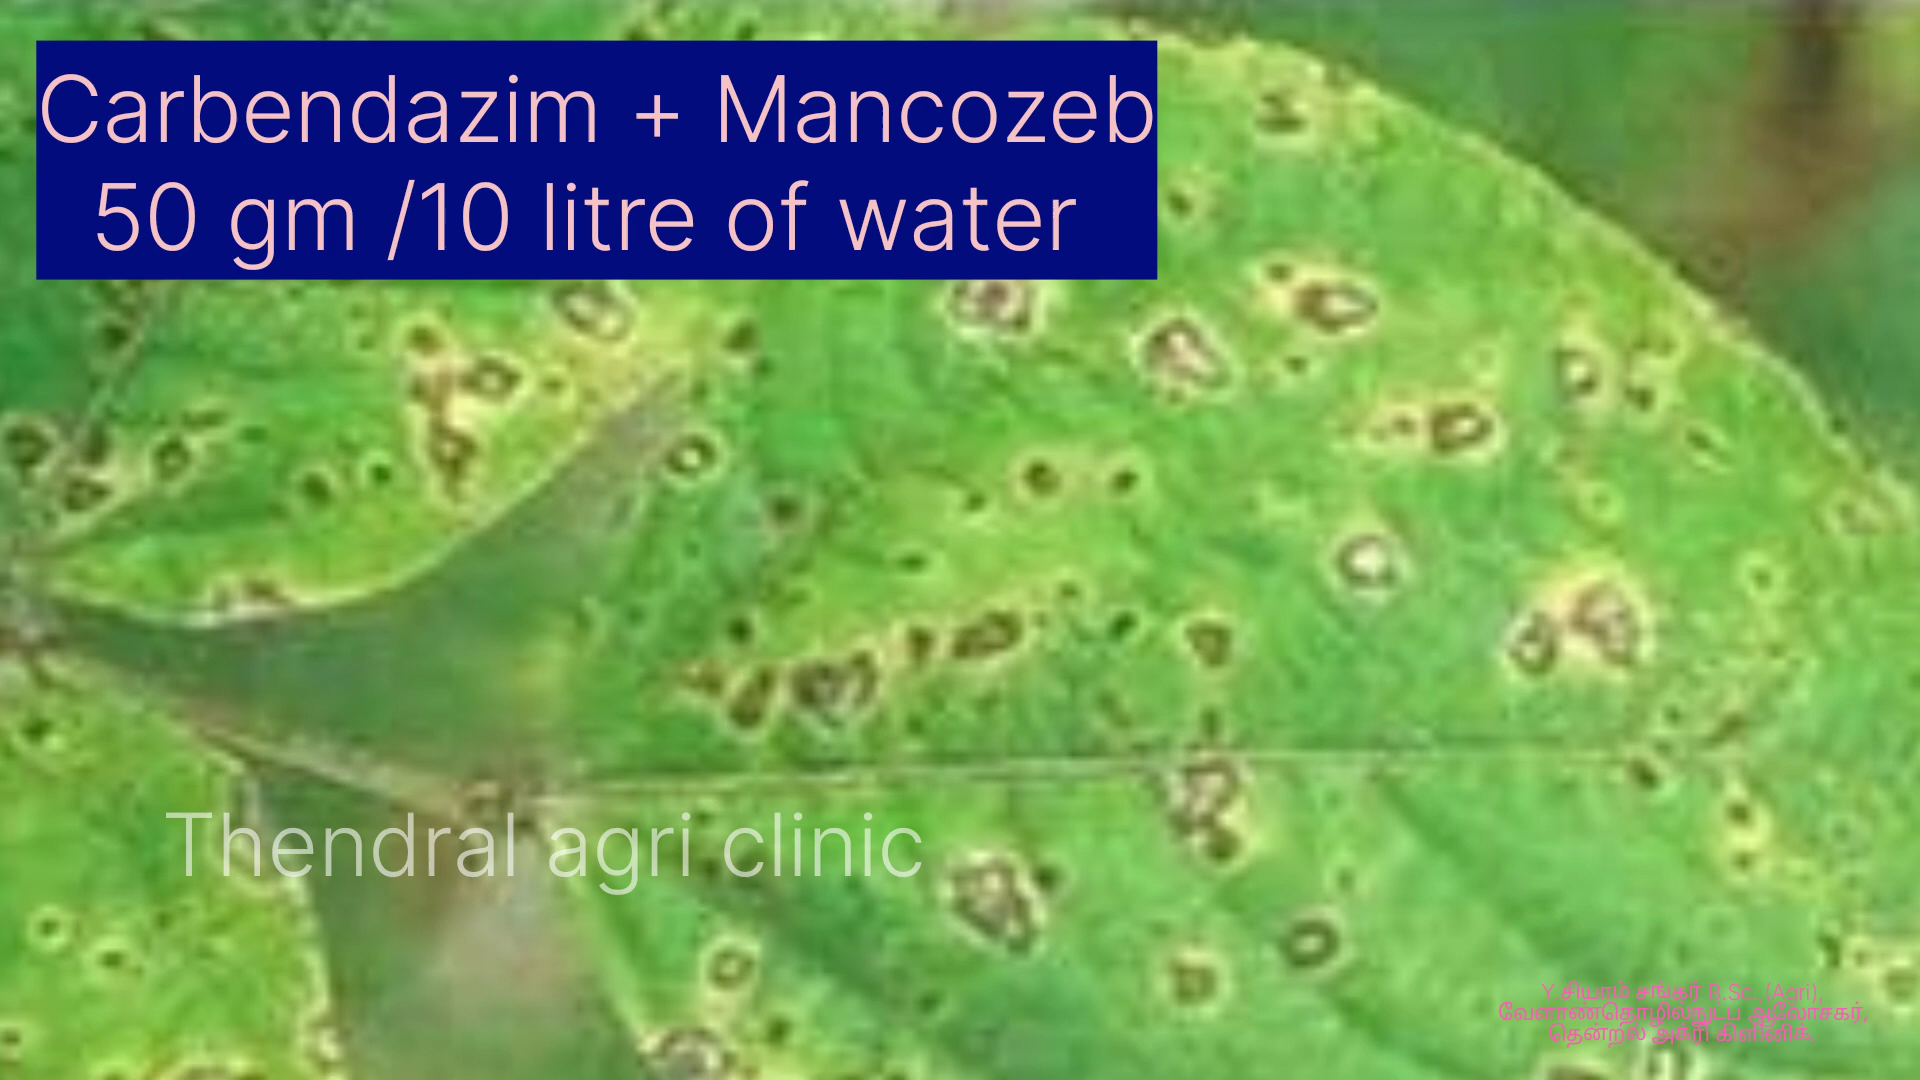 Carbendazim + Mancozeb
50 gm /10 litre of water
Thendral agri clinic
Y.சியாம் சங்கர் B.Sc.,(Agri),
வேளாண்தொழில்நுட்ப ஆலோசகர்,
தென்றல் அக்ரி கிளினிக்.